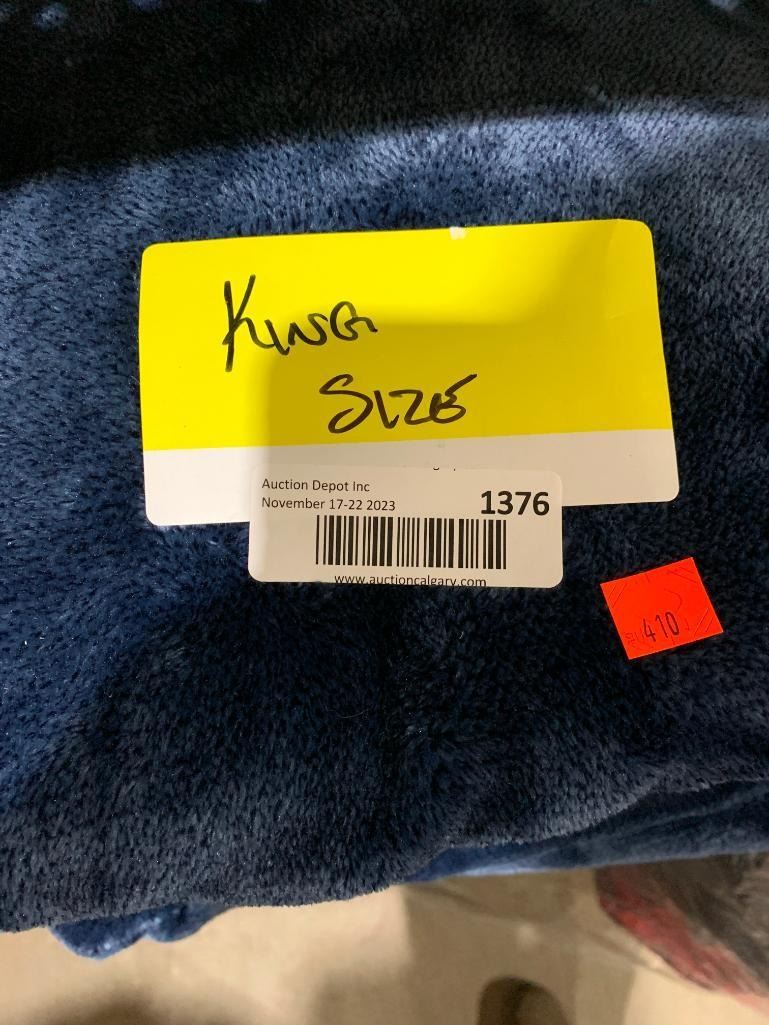 KING
SIZE
Auction Depot Inc
November 17-22 2023
1376
www.auctioncalgary.com
410